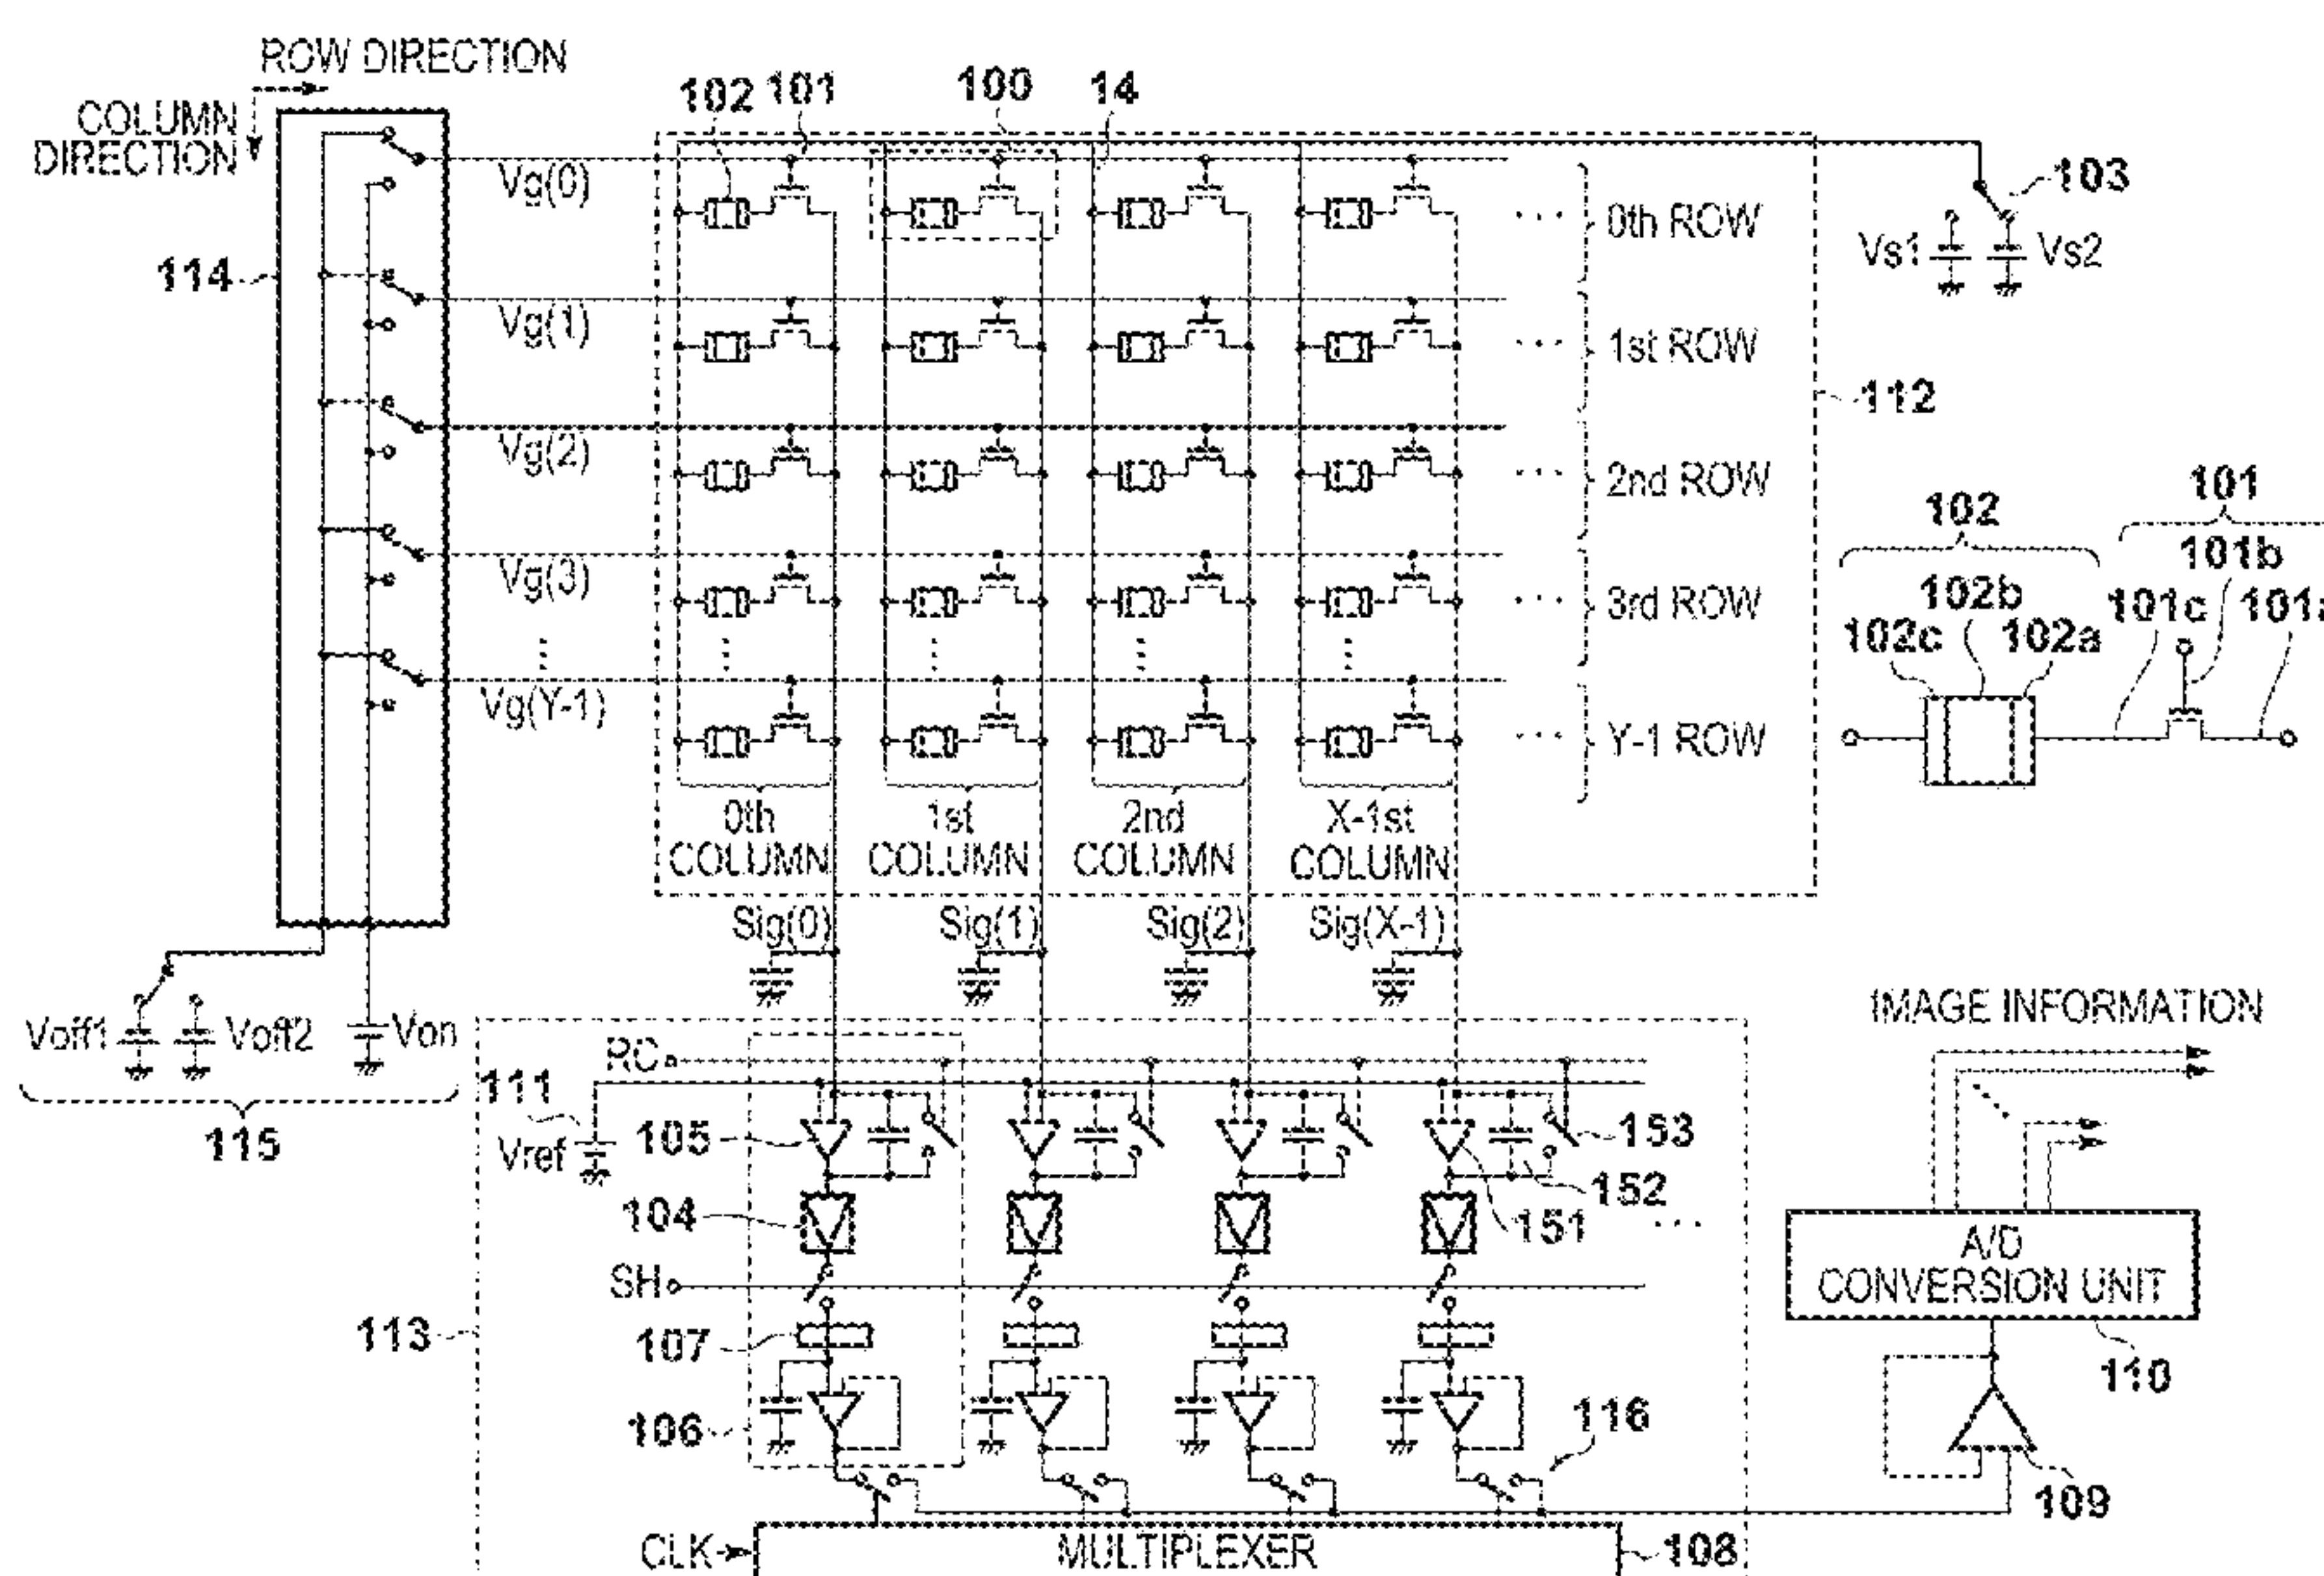 ROW DIRECTION
COLUMN
DIRECTION
102 101
100
14
Vg(0)
0th ROW
103
Vs1
Vs2
114
Vg(1)
1st ROW
112
Vg(2)
2nd ROW
101
102
101b
Vg(3)
3rd ROW
102b
101c
102c
102a
Vg(Y-1)
Y-1 ROW
0th
COLUMN
1st
COLUMN
2nd
COLUMN
X-1st
COLUMN
Sig(0)
Sig(1)
Sig(2)
Sig(X-1)
IMAGE INFORMATION
Voff1
Voff2
Von
115
RC
111
Vref
105
153
152
104
151
A/D
CONVERSION UNIT
SH
113
107
110
106
116
109
CLK
MULTIPLEXER
108